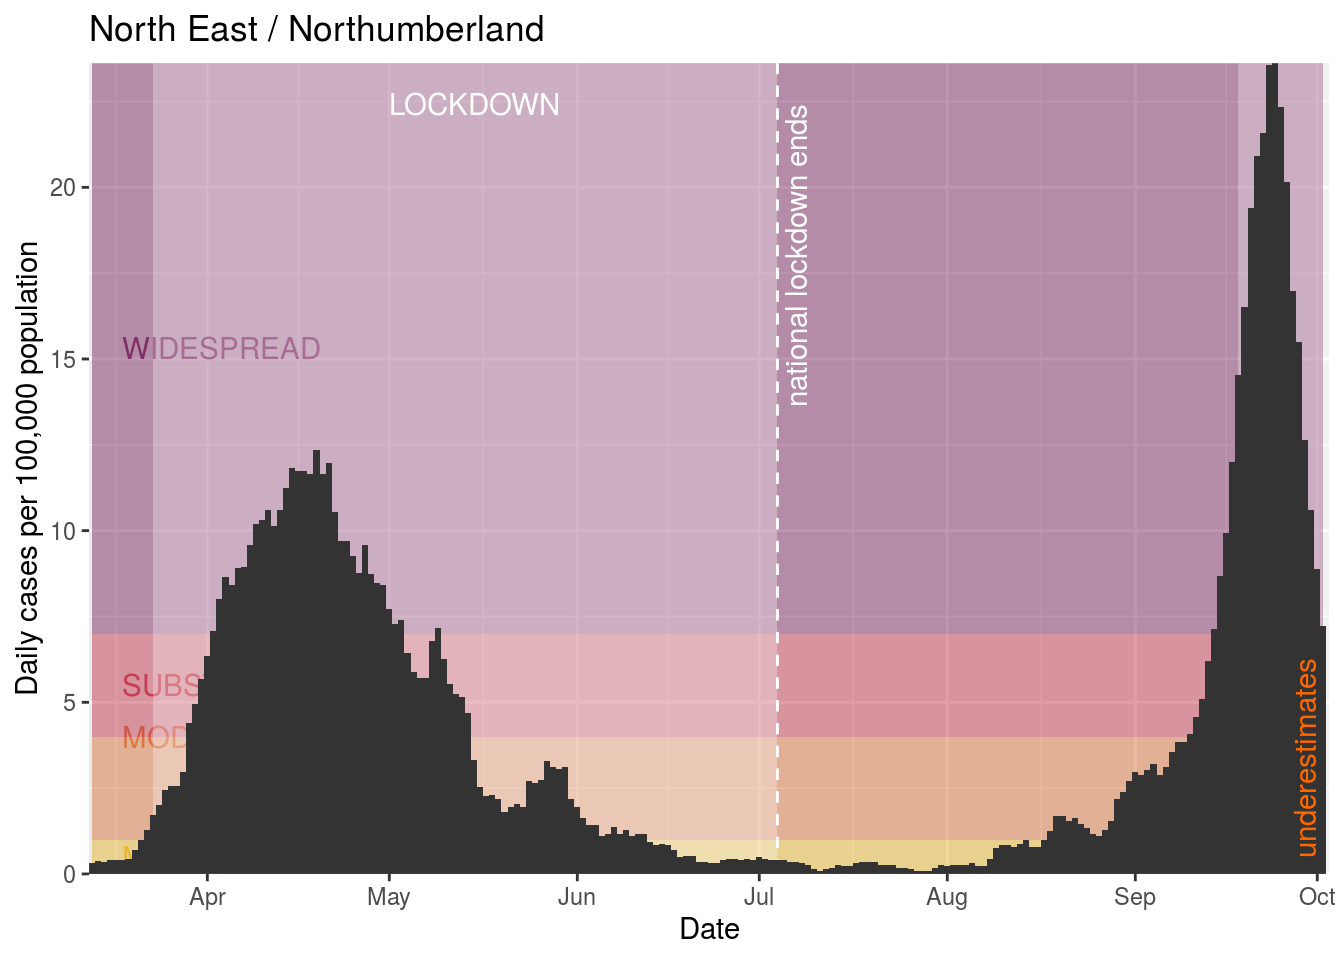 North East / Northumberland
Daily cases per 100,000 population
20
15
10
5
0
LOCKDOWN
national lockdown ends
WIDESPREAD
underestimates
Apr
May
Jun
Jul
Aug
Sep
Oct
Date